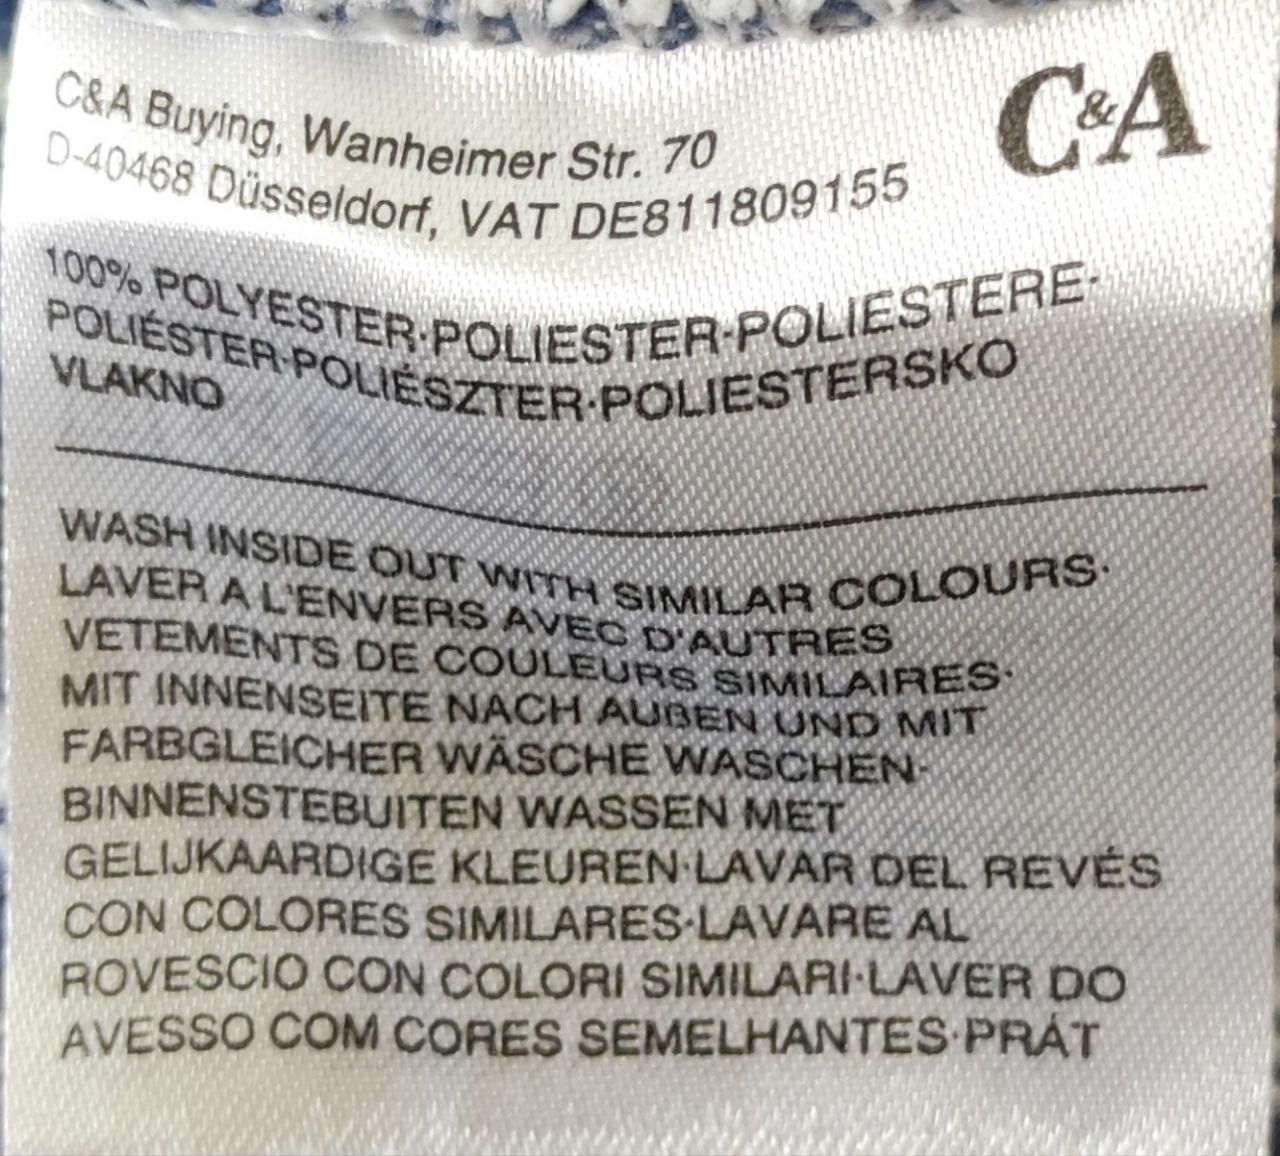 C&A
C&A Buying, Wanheimer Str. 70
D-40468 Düsseldorf, VAT DE811809155
100% POLYESTER·POLIESTER·POLIESTERE·
POLIÉSTER·POLIÉSZTER·POLIESTERSKO
VLAKNO
WASH INSIDE OUT WITH SIMILAR COLOURS·
LAVER A L'ENVERS AVEC D'AUTRES
VETEMENTS DE COULEURS SIMILAIRES·
MIT INNENSEITE NACH AUßEN UND MIT
FARBGLEICHER WÄSCHE WASCHEN·
BINNENSTEBUITEN WASSEN MET
GELIJKAARDIGE KLEUREN·LAVAR DEL REVÉS
CON COLORES SIMILARES·LAVARE AL
ROVESCIO CON COLORI SIMILARI·LAVER DO
AVESSO COM CORES SEMELHANTES·PRÁT